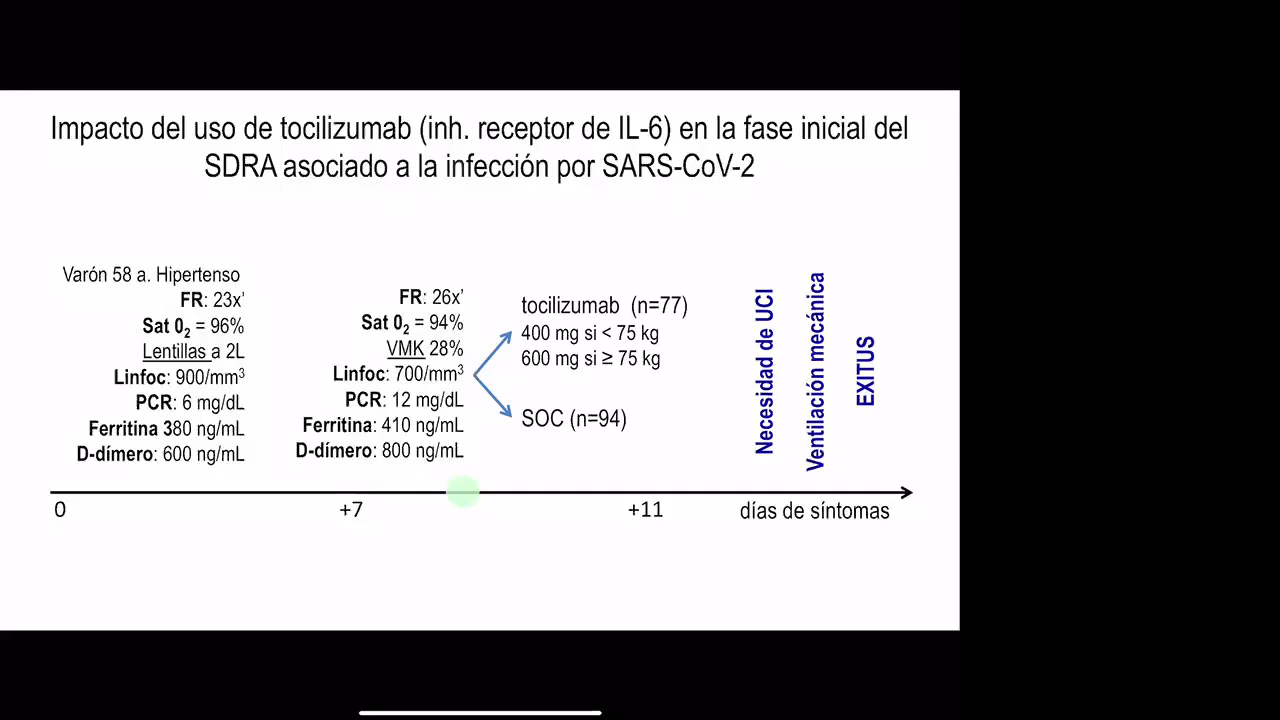 Impacto del uso de tocilizumab (inh. receptor de IL-6) en la fase inicial del
SDRA asociado a la infección por SARS-CoV-2
Varón 58 a. Hipertenso
FR: 23x'
Sat 0₂ = 96%
Lentillas a 2L
Linfoc: 900/mm³
PCR: 6 mg/dL
Ferritina 380 ng/mL
D-dímero: 600 ng/mL
FR: 26x'
Sat 0₂ = 94%
VMK 28%
Linfoc: 700/mm³
PCR: 12 mg/dL
Ferritina: 410 ng/mL
D-dímero: 800 ng/mL
tocilizumab (n=77)
400 mg si < 75 kg
600 mg si ≥ 75 kg
SOC (n=94)
Necesidad de UCI
Ventilación mecánica
EXITUS
0
+7
+11
días de síntomas